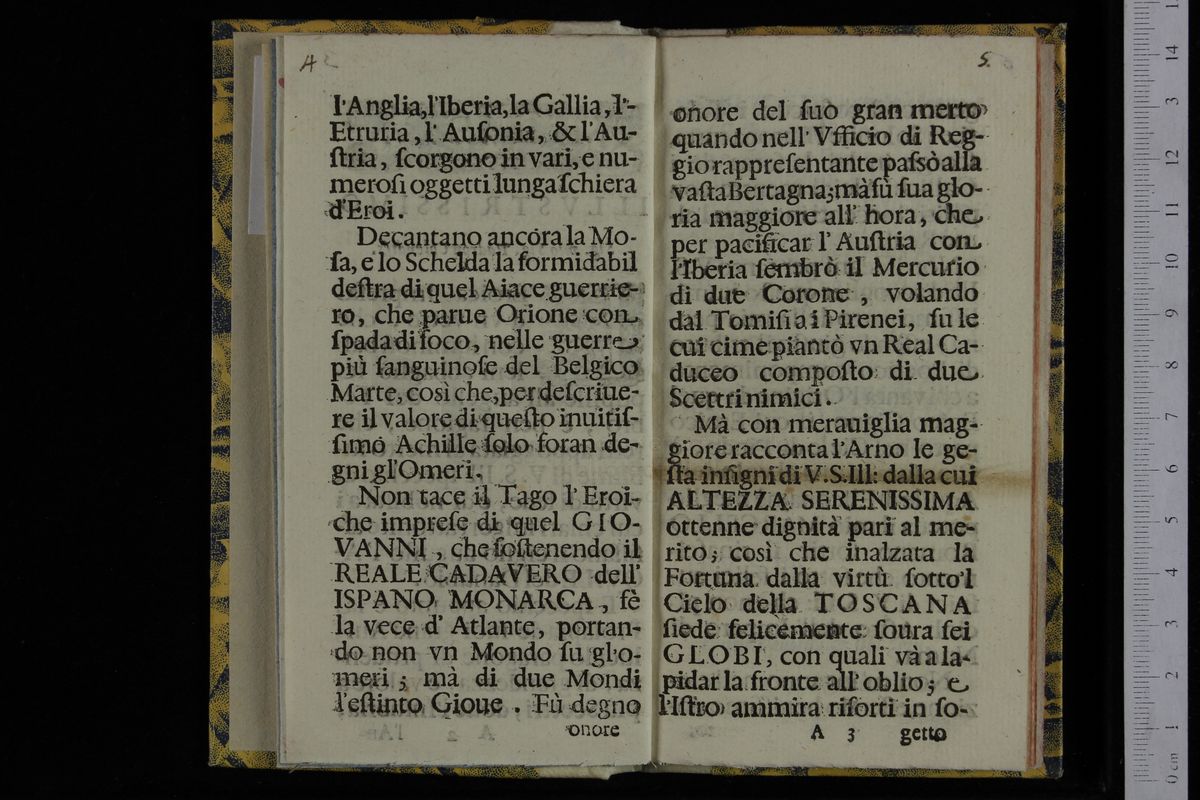 4
l'Anglia, l'Iberia, la Gallia, l'-
Etruria, l' Auſonia, & l'Au-
ſtria, ſcorgono in vari, e nu-
meroſi oggetti lunga ſchiera
d'Eroi.
Decantano ancora la Mo-
ſa, e lo Schelda la formidabil
deſtra di quel Aiace guerrie-
ro, che parue Orione con
ſpada di foco, nelle guerre
più ſanguinoſe del Belgico
Marte, così che, per deſcriue-
re il valore di queſto inuitiſ-
ſimo Achille ſolo foran de-
gni gl'Omeri.
Non tace il Tago l' Eroi-
che impreſe di quel GIO-
VANNI, che ſoſtenendo il
REALE CADAVERO dell'
ISPANO MONARCA, fè
la vece d' Atlante, portan-
do non vn Mondo ſu gl'o-
meri; mà di due Mondi
l'eſtinto Gioue. Fù degno
onore
5.
onore del ſuo gran merto
quando nell' Vfficio di Reg-
gio rappreſentante paſsò alla
vaſta Bertagna; mà fù ſua glo-
ria maggiore all' hora, che
per pacificar l' Auſtria con
l'Iberia ſembrò il Mercurio
di due Corone, volando
dal Tomiſi a i Pirenei, ſu le
cui cime piantò vn Real Ca-
duceo compoſto di due
Scettri nimici.
Mà con merauiglia mag-
giore racconta l'Arno le ge-
ſta inſigni di V.S.Ill: dalla cui
ALTEZZA SERENISSIMA
ottenne dignità pari al me-
rito; così che inalzata la
Fortuna dalla virtù ſotto'l
Cielo della TOSCANA
ſiede felicemente ſoura ſei
GLOBI, con quali và a la-
pidar la fronte all' oblio; e
l'Iſtro ammira riſorti in ſo-
A 3 getto